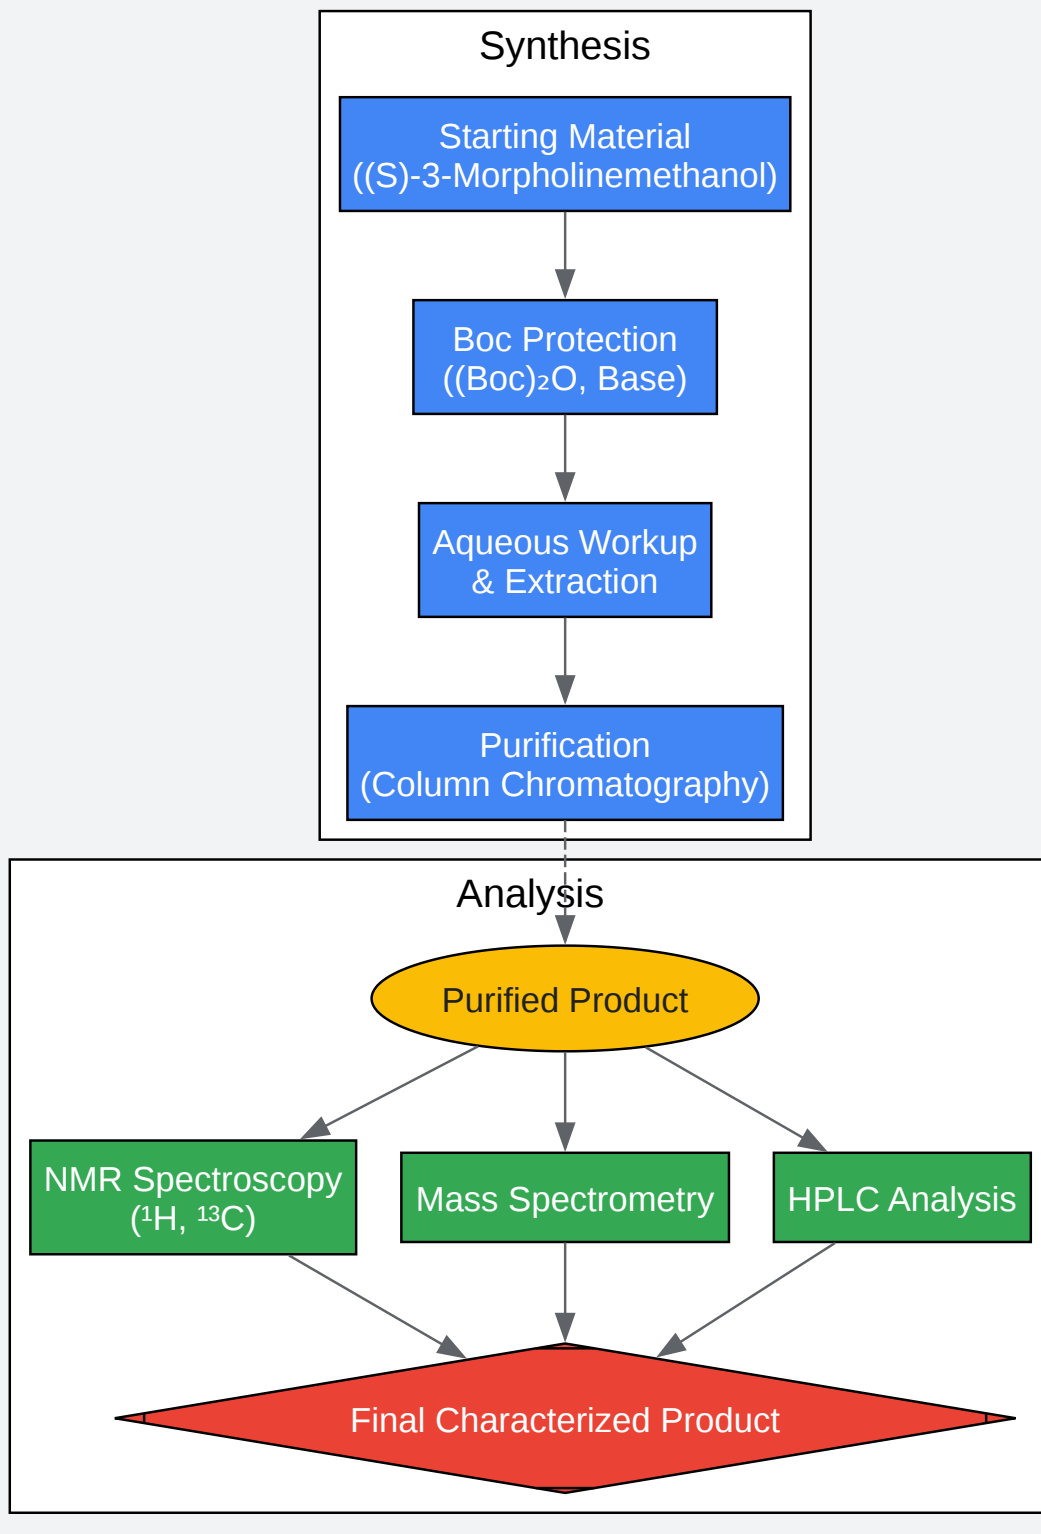 Synthesis
Starting Material
((S)-3-Morpholinemethanol)
Boc Protection
((Boc)₂O, Base)
Aqueous Workup
& Extraction
Purification
(Column Chromatography)
Analysis
Purified Product
NMR Spectroscopy
(¹H, ¹³C)
Mass Spectrometry
HPLC Analysis
Final Characterized Product